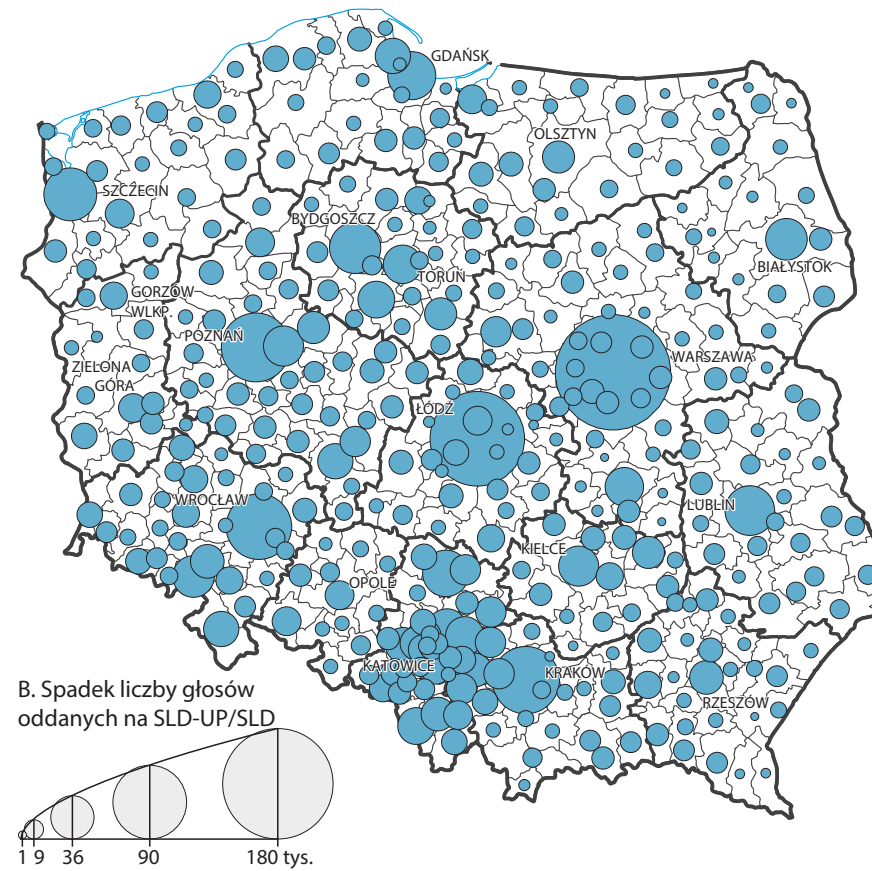 GDAŃSK
OLSZTYN
SZCZECIN
BYDGOSZCZ
BIAŁYSTOK
TORUŃ
GORZÓW
WLKP.
POZNAŃ
WARSZAWA
ZIELONA
GÓRA
ŁÓDŹ
WROCŁAW
LUBLIN
KIELCE
OPOLE
KATOWICE
KRAKÓW
RZESZÓW
B. Spadek liczby głosów
oddanych na SLD-UP/SLD
1 9 36 90 180 tys.